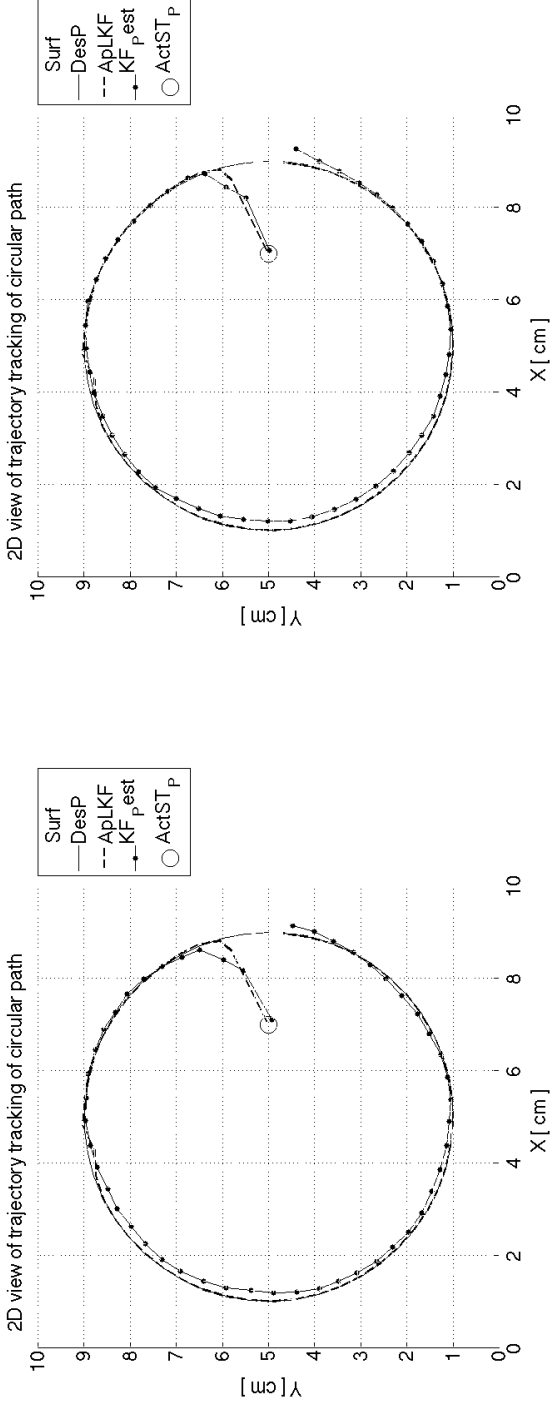 2D view of trajectory tracking of circular path
10
9
8
7
6
5
4
3
2
1
0
Y [ cm ]
0 2 4 6 8 10
X [ cm ]
Surf
DesP
ApLKF
KF_P est
ActST_P
2D view of trajectory tracking of circular path
10
9
8
7
6
5
4
3
2
1
0
Y [ cm ]
0 2 4 6 8 10
X [ cm ]
Surf
DesP
ApLKF
KF_P est
ActST_P